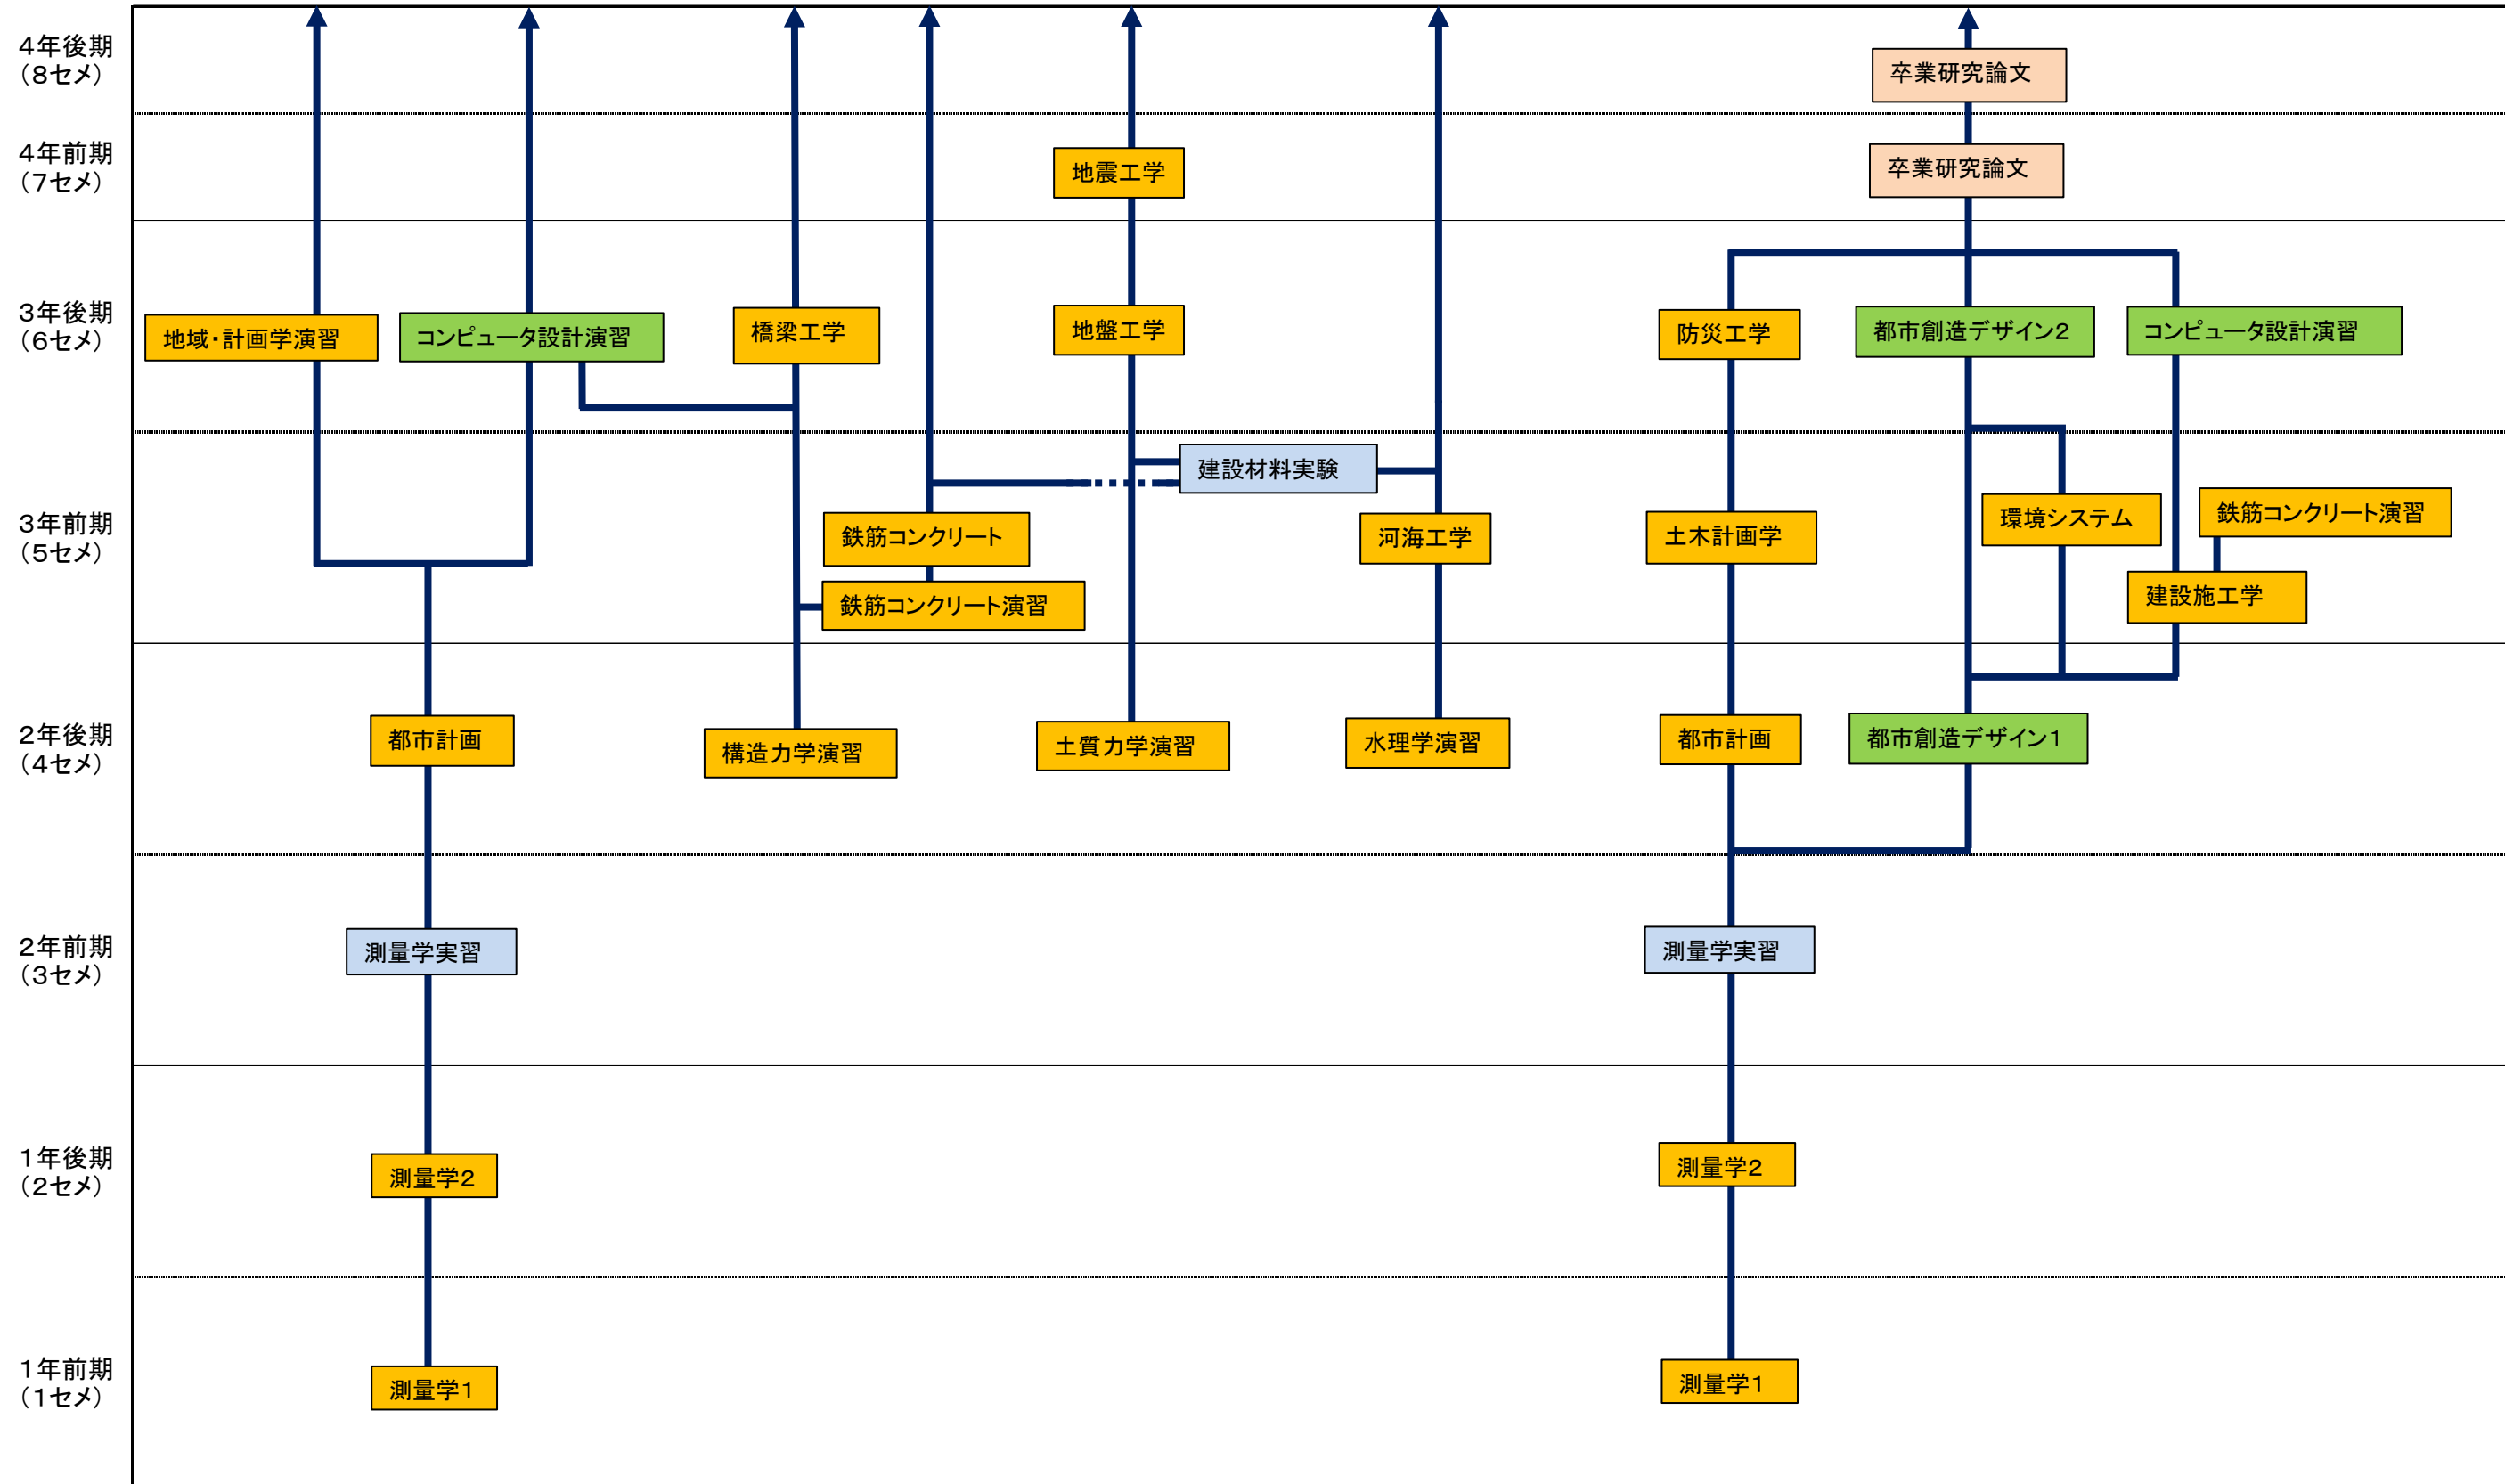 4年後期
(8セメ)
卒業研究論文
4年前期
(7セメ)
地震工学
卒業研究論文
3年後期
(6セメ)
地域・計画学演習
コンピュータ設計演習
橋梁工学
地盤工学
防災工学
都市創造デザイン2
コンピュータ設計演習
建設材料実験
3年前期
(5セメ)
鉄筋コンクリート
河海工学
土木計画学
環境システム
鉄筋コンクリート演習
鉄筋コンクリート演習
建設施工学
2年後期
(4セメ)
都市計画
構造力学演習
土質力学演習
水理学演習
都市計画
都市創造デザイン1
2年前期
(3セメ)
測量学実習
測量学実習
1年後期
(2セメ)
測量学2
測量学2
1年前期
(1セメ)
測量学1
測量学1